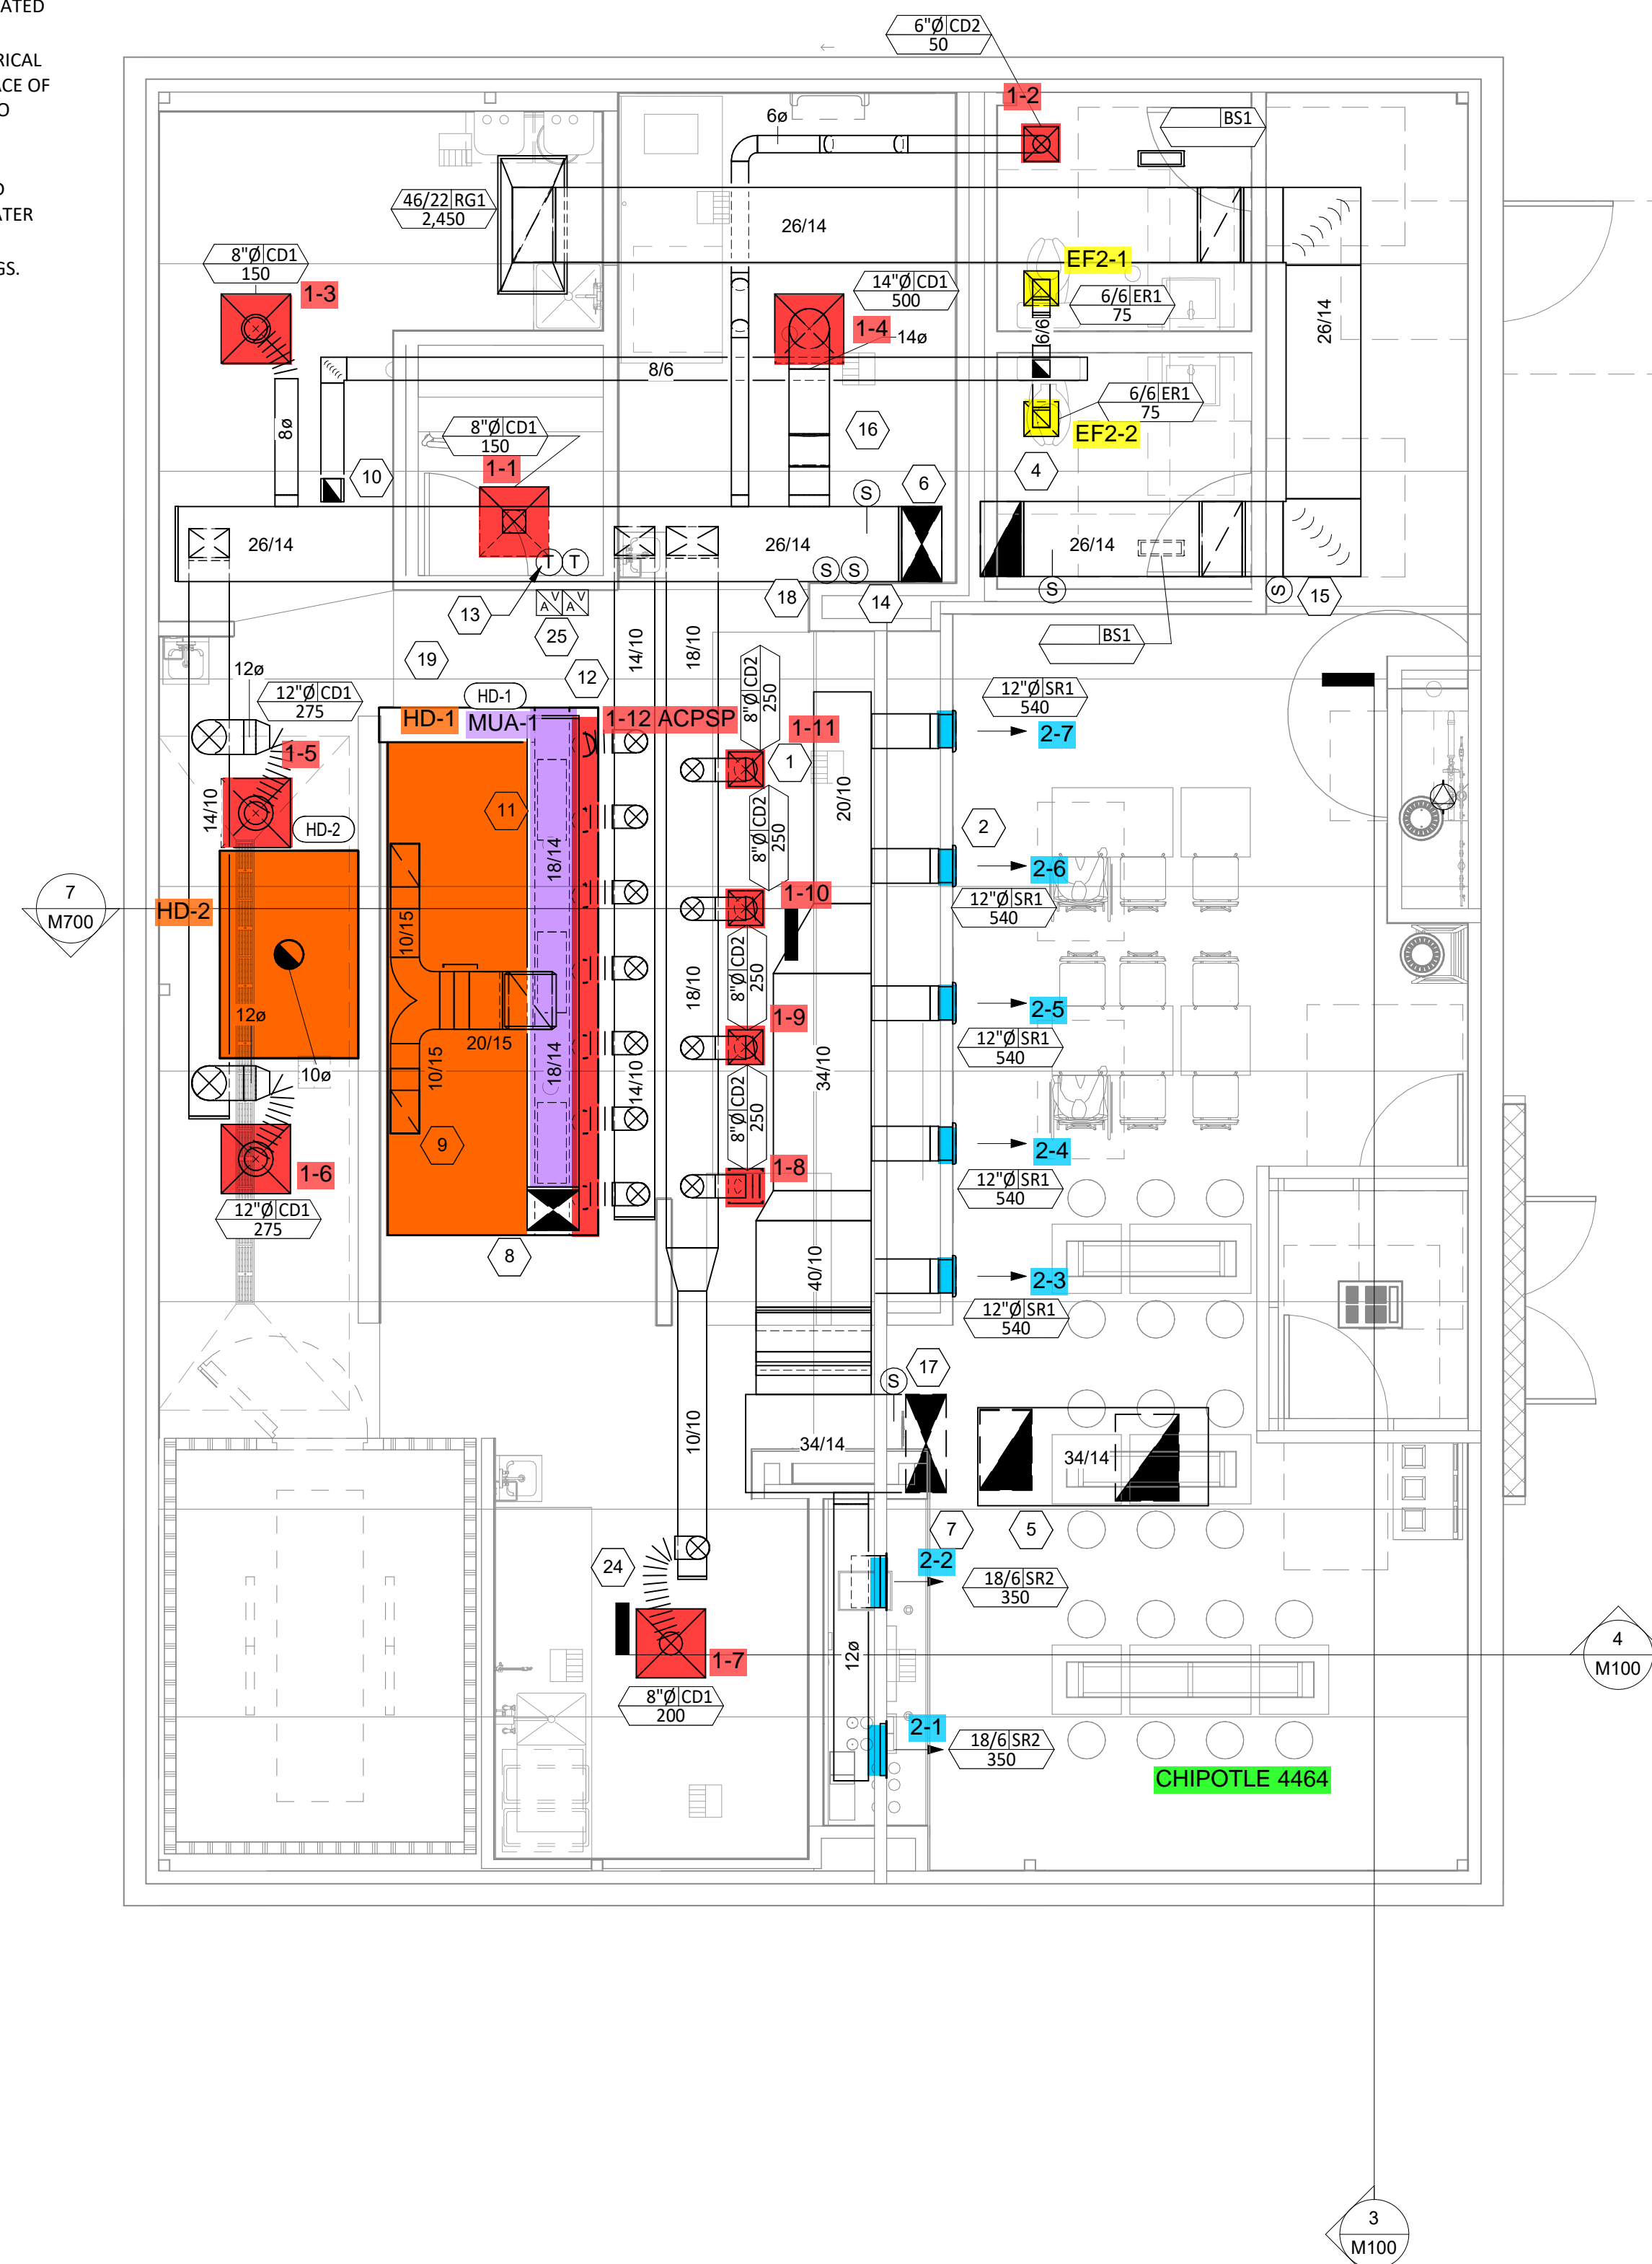 ATED
RICAL
ACE OF
O
D
ATER
GS.
6"Ø CD2
50
1-2
BS1
6ø
46/22 RG1
2,450
26/14
8"Ø CD1
150
1-3
14"Ø CD1
500
1-4
14ø
EF2-1
6/6 ER1
75
6/6
26/14
8/6
6/6 ER1
75
EF2-2
8ø
8"Ø CD1
150
1-1
16
10
4
S
6
26/14
26/14
26/14
T T
S S
S
S
13
V A V A
25
18
14
15
BS1
19
12ø
12
14/10
18/10
12"Ø CD1
275
HD-1
HD-1
MUA-1
1-12 ACPSP
8"Ø CD2
250
1-11
12"Ø SR1
540
2-7
1-5
1
14/10
HD-2
11
18/14
8"Ø CD2
250
20/10
2
2-6
1-10
12"Ø SR1
540
7
M700
HD-2
10/15
18/10
8"Ø CD2
250
2-5
1-9
12ø
20/15
12"Ø SR1
540
10ø
10/15
18/14
14/10
34/10
8"Ø CD2
250
9
2-4
1-6
1-8
12"Ø SR1
540
12"Ø CD1
275
8
40/10
2-3
12"Ø SR1
540
17
S
10/10
34/14
34/14
7
5
24
2-2
18/6 SR2
350
12ø
1-7
4
M100
8"Ø CD1
200
2-1
18/6 SR2
350
CHIPOTLE 4464
3
M100